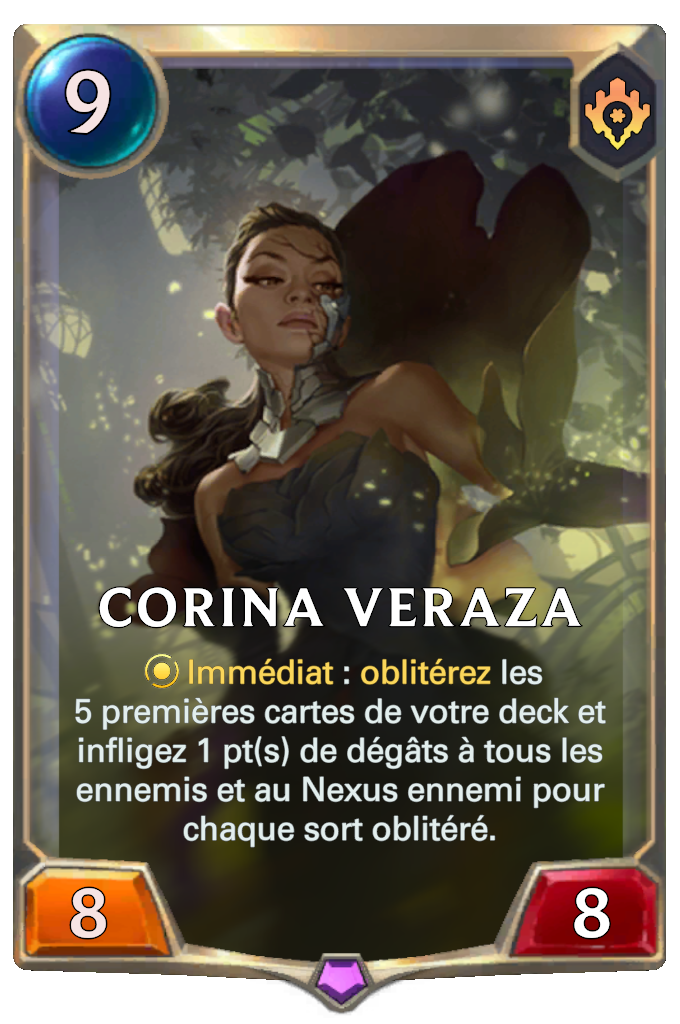 9
CORINA VERAZA
Immédiat : oblitérez les
5 premières cartes de votre deck et
infligez 1 pt(s) de dégâts à tous les
ennemis et au Nexus ennemi pour
chaque sort oblitéré.
8
8